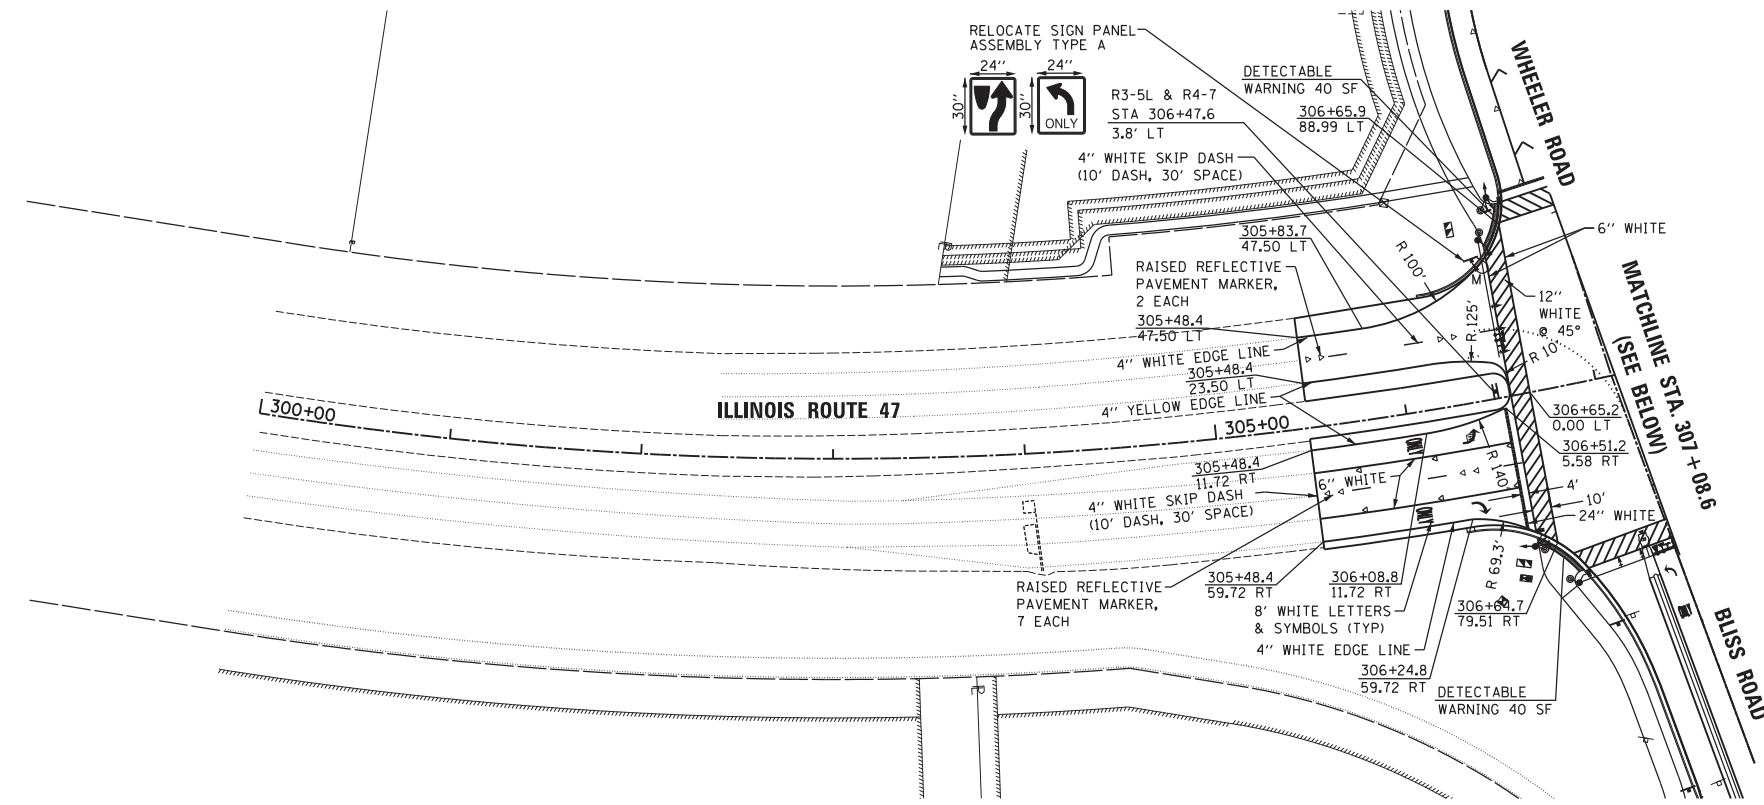 RELOCATE SIGN PANEL
ASSEMBLY TYPE A
24"
24"
30"
30"
ONLY
R3-5L & R4-7
STA 306+47.6
3.8' LT
DETECTABLE
WARNING 40 SF
306+65.9
88.99 LT
4" WHITE SKIP DASH
(10' DASH, 30' SPACE)
WHEELER ROAD
305+83.7
47.50 LT
R 100'
6" WHITE
RAISED REFLECTIVE
PAVEMENT MARKER,
2 EACH
M
12"
WHITE
@ 45°
MATCHLINE STA. 307+08.6
(SEE BELOW)
305+48.4
47.50 LT
R 125'
R 10'
4" WHITE EDGE LINE
305+48.4
23.50 LT
4" YELLOW EDGE LINE
300+00
ILLINOIS ROUTE 47
305+00
306+65.2
0.00 LT
306+51.2
5.58 RT
ONLY
305+48.4
11.72 RT
6" WHITE
R 140'
4" WHITE SKIP DASH
(10' DASH, 30' SPACE)
4'
10'
24" WHITE
ONLY
RAISED REFLECTIVE
PAVEMENT MARKER,
7 EACH
305+48.4
59.72 RT
306+08.8
11.72 RT
R 69.3'
306+64.7
79.51 RT
8' WHITE LETTERS
& SYMBOLS (TYP)
4" WHITE EDGE LINE
306+24.8
59.72 RT
DETECTABLE
WARNING 40 SF
BLISS ROAD